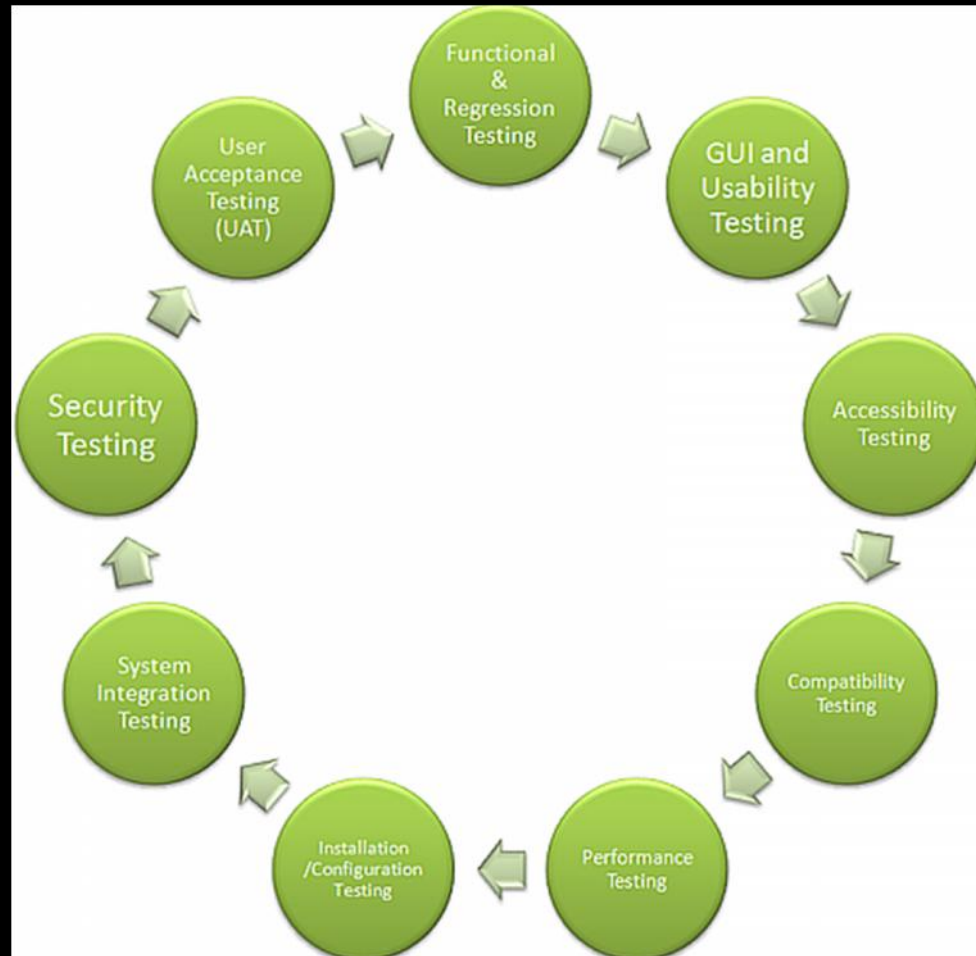 Functional
&
Regression
Testing
GUI and
Usability
Testing
Accessibility
Testing
Compatibility
Testing
Performance
Testing
Installation
/Configuration
Testing
System
Integration
Testing
Security
Testing
User
Acceptance
Testing
(UAT)